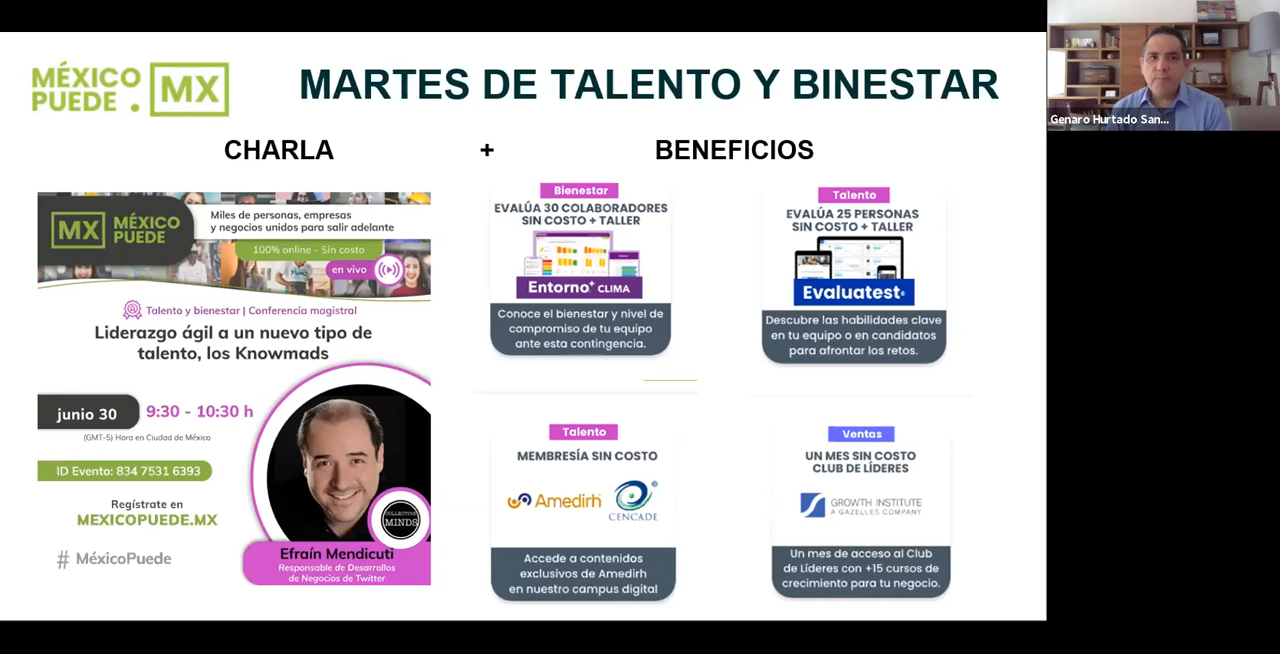 MÉXICO
PUEDE. MX
MARTES DE TALENTO Y BINESTAR
Genaro Hurtado San...
CHARLA + BENEFICIOS
MX MÉXICO
PUEDE
Miles de personas, empresas
y negocios unidos para salir adelante
100% online - Sin costo
en vivo
Talento y bienestar | Conferencia magistral
Liderazgo ágil a un nuevo tipo de
talento, los Knowmads
junio 30 9:30 - 10:30 h
(GMT-5) Hora en Ciudad de México
ID Evento: 834 7531 6393
Regístrate en
MEXICOPUEDE.MX
# MéxicoPuede
COLLECTIVE
MINDS
Efraín Mendicuti
Responsable de Desarrollos
de Negocios de Twitter
Bienestar
EVALÚA 30 COLABORADORES
SIN COSTO + TALLER
Entorno+ CLIMA
Conoce el bienestar y nivel de
compromiso de tu equipo
ante esta contingencia.
Talento
EVALÚA 25 PERSONAS
SIN COSTO + TALLER
Evaluatest®
Descubre las habilidades clave
en tu equipo o en candidatos
para afrontar los retos.
Talento
MEMBRESÍA SIN COSTO
Amedirh
CENCADE ®
Accede a contenidos
exclusivos de Amedirh
en nuestro campus digital
Ventas
UN MES SIN COSTO
CLUB DE LÍDERES
GROWTH INSTITUTE
A GAZELLES COMPANY
Un mes de acceso al Club
de Líderes con +15 cursos de
crecimiento para tu negocio.